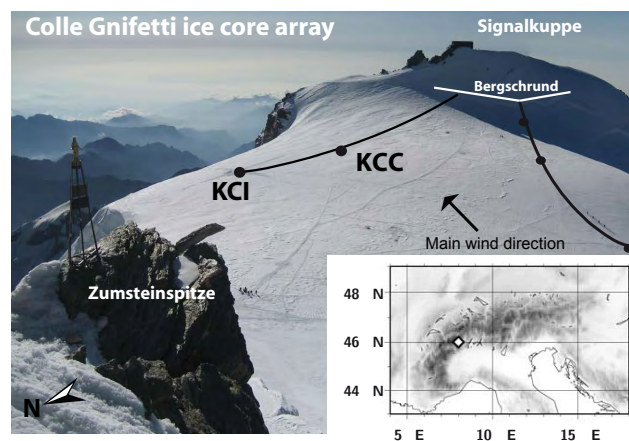 Colle Gnifetti ice core array
Signalkuppe
Bergschrund
KCC
KCI
Main wind direction
Zumsteinspitze
N
48 N
46 N
44 N
5 E 10 E 15 E